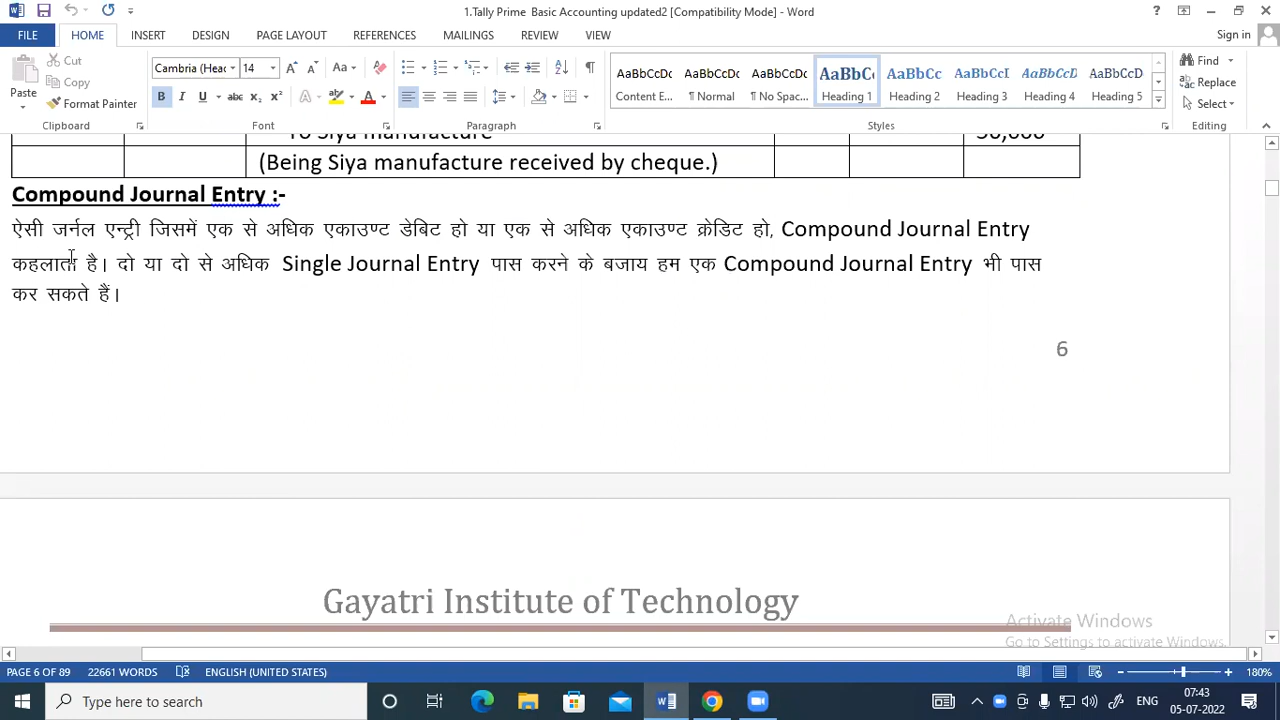 1.Tally Prime Basic Accounting updated2 [Compatibility Mode] - Word
FILE HOME INSERT DESIGN PAGE LAYOUT REFERENCES MAILINGS REVIEW VIEW Sign in
Paste Cut Copy Format Painter
Cambria (Head 14
AaBbCcDc AaBbCcDc AaBbCcDc AaBbC AaBbCc AaBbCcI AaBbCcD AaBbCcD
Content E... ¶ Normal ¶ No Spac... Heading 1 Heading 2 Heading 3 Heading 4 Heading 5
Find Replace Select
Clipboard Font Paragraph Styles Editing
To Siya manufacture
(Being Siya manufacture received by cheque.)
Compound Journal Entry :-
ऐसी जर्नल एन्ट्री जिसमें एक से अधिक एकाउण्ट डेबिट हो या एक से अधिक एकाउण्ट क्रेडिट हो, Compound Journal Entry
कहलाता है। दो या दो से अधिक Single Journal Entry पास करने के बजाय हम एक Compound Journal Entry भी पास
कर सकते हैं।
6
Gayatri Institute of Technology
Activate Windows
Go to Settings to activate Windows.
PAGE 6 OF 89 22661 WORDS ENGLISH (UNITED STATES) 180%
Type here to search
ENG 07:43
05-07-2022